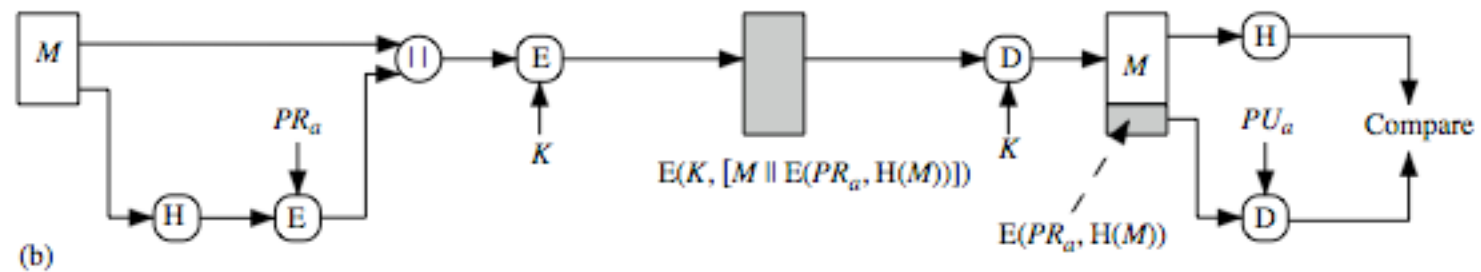 M
||
E
D
M
H
PRa
K
K
PUa
Compare
E(K, [M || E(PRa, H(M))])
H
E
D
E(PRa, H(M))
(b)